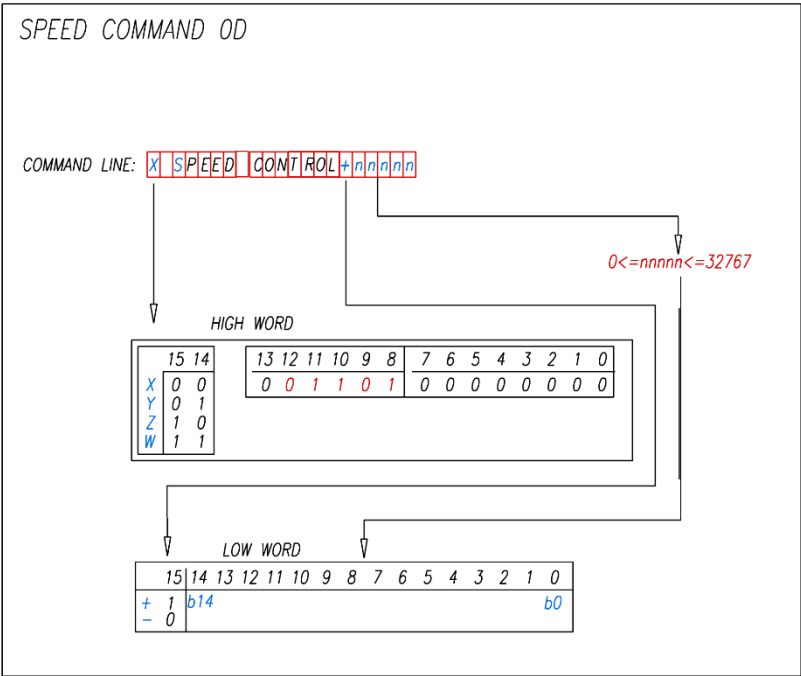 SPEED COMMAND 0D
COMMAND LINE: X SPEED CONTROL+nnnnn
0<=nnnnn<=32767
HIGH WORD
15 14 13 12 11 10 9 8 7 6 5 4 3 2 1 0
X 0 0 0 0 1 1 0 1 0 0 0 0 0 0 0 0
Y 0 1
Z 1 0
W 1 1
LOW WORD
15 14 13 12 11 10 9 8 7 6 5 4 3 2 1 0
+ 1 b14 b0
- 0